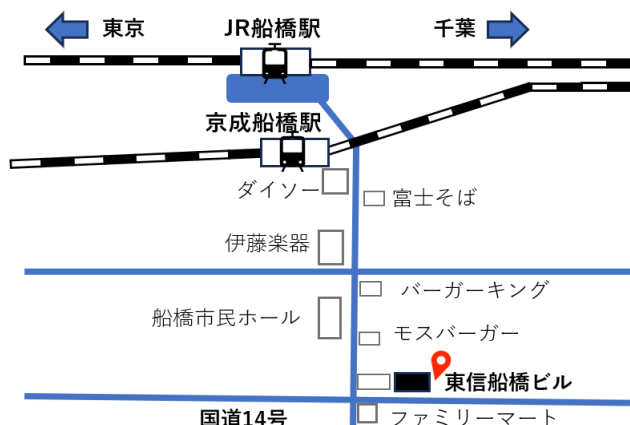 東京
JR船橋駅
千葉
京成船橋駅
ダイソー
富士そば
伊藤楽器
バーガーキング
船橋市民ホール
モスバーガー
東信船橋ビル
国道14号
ファミリーマート